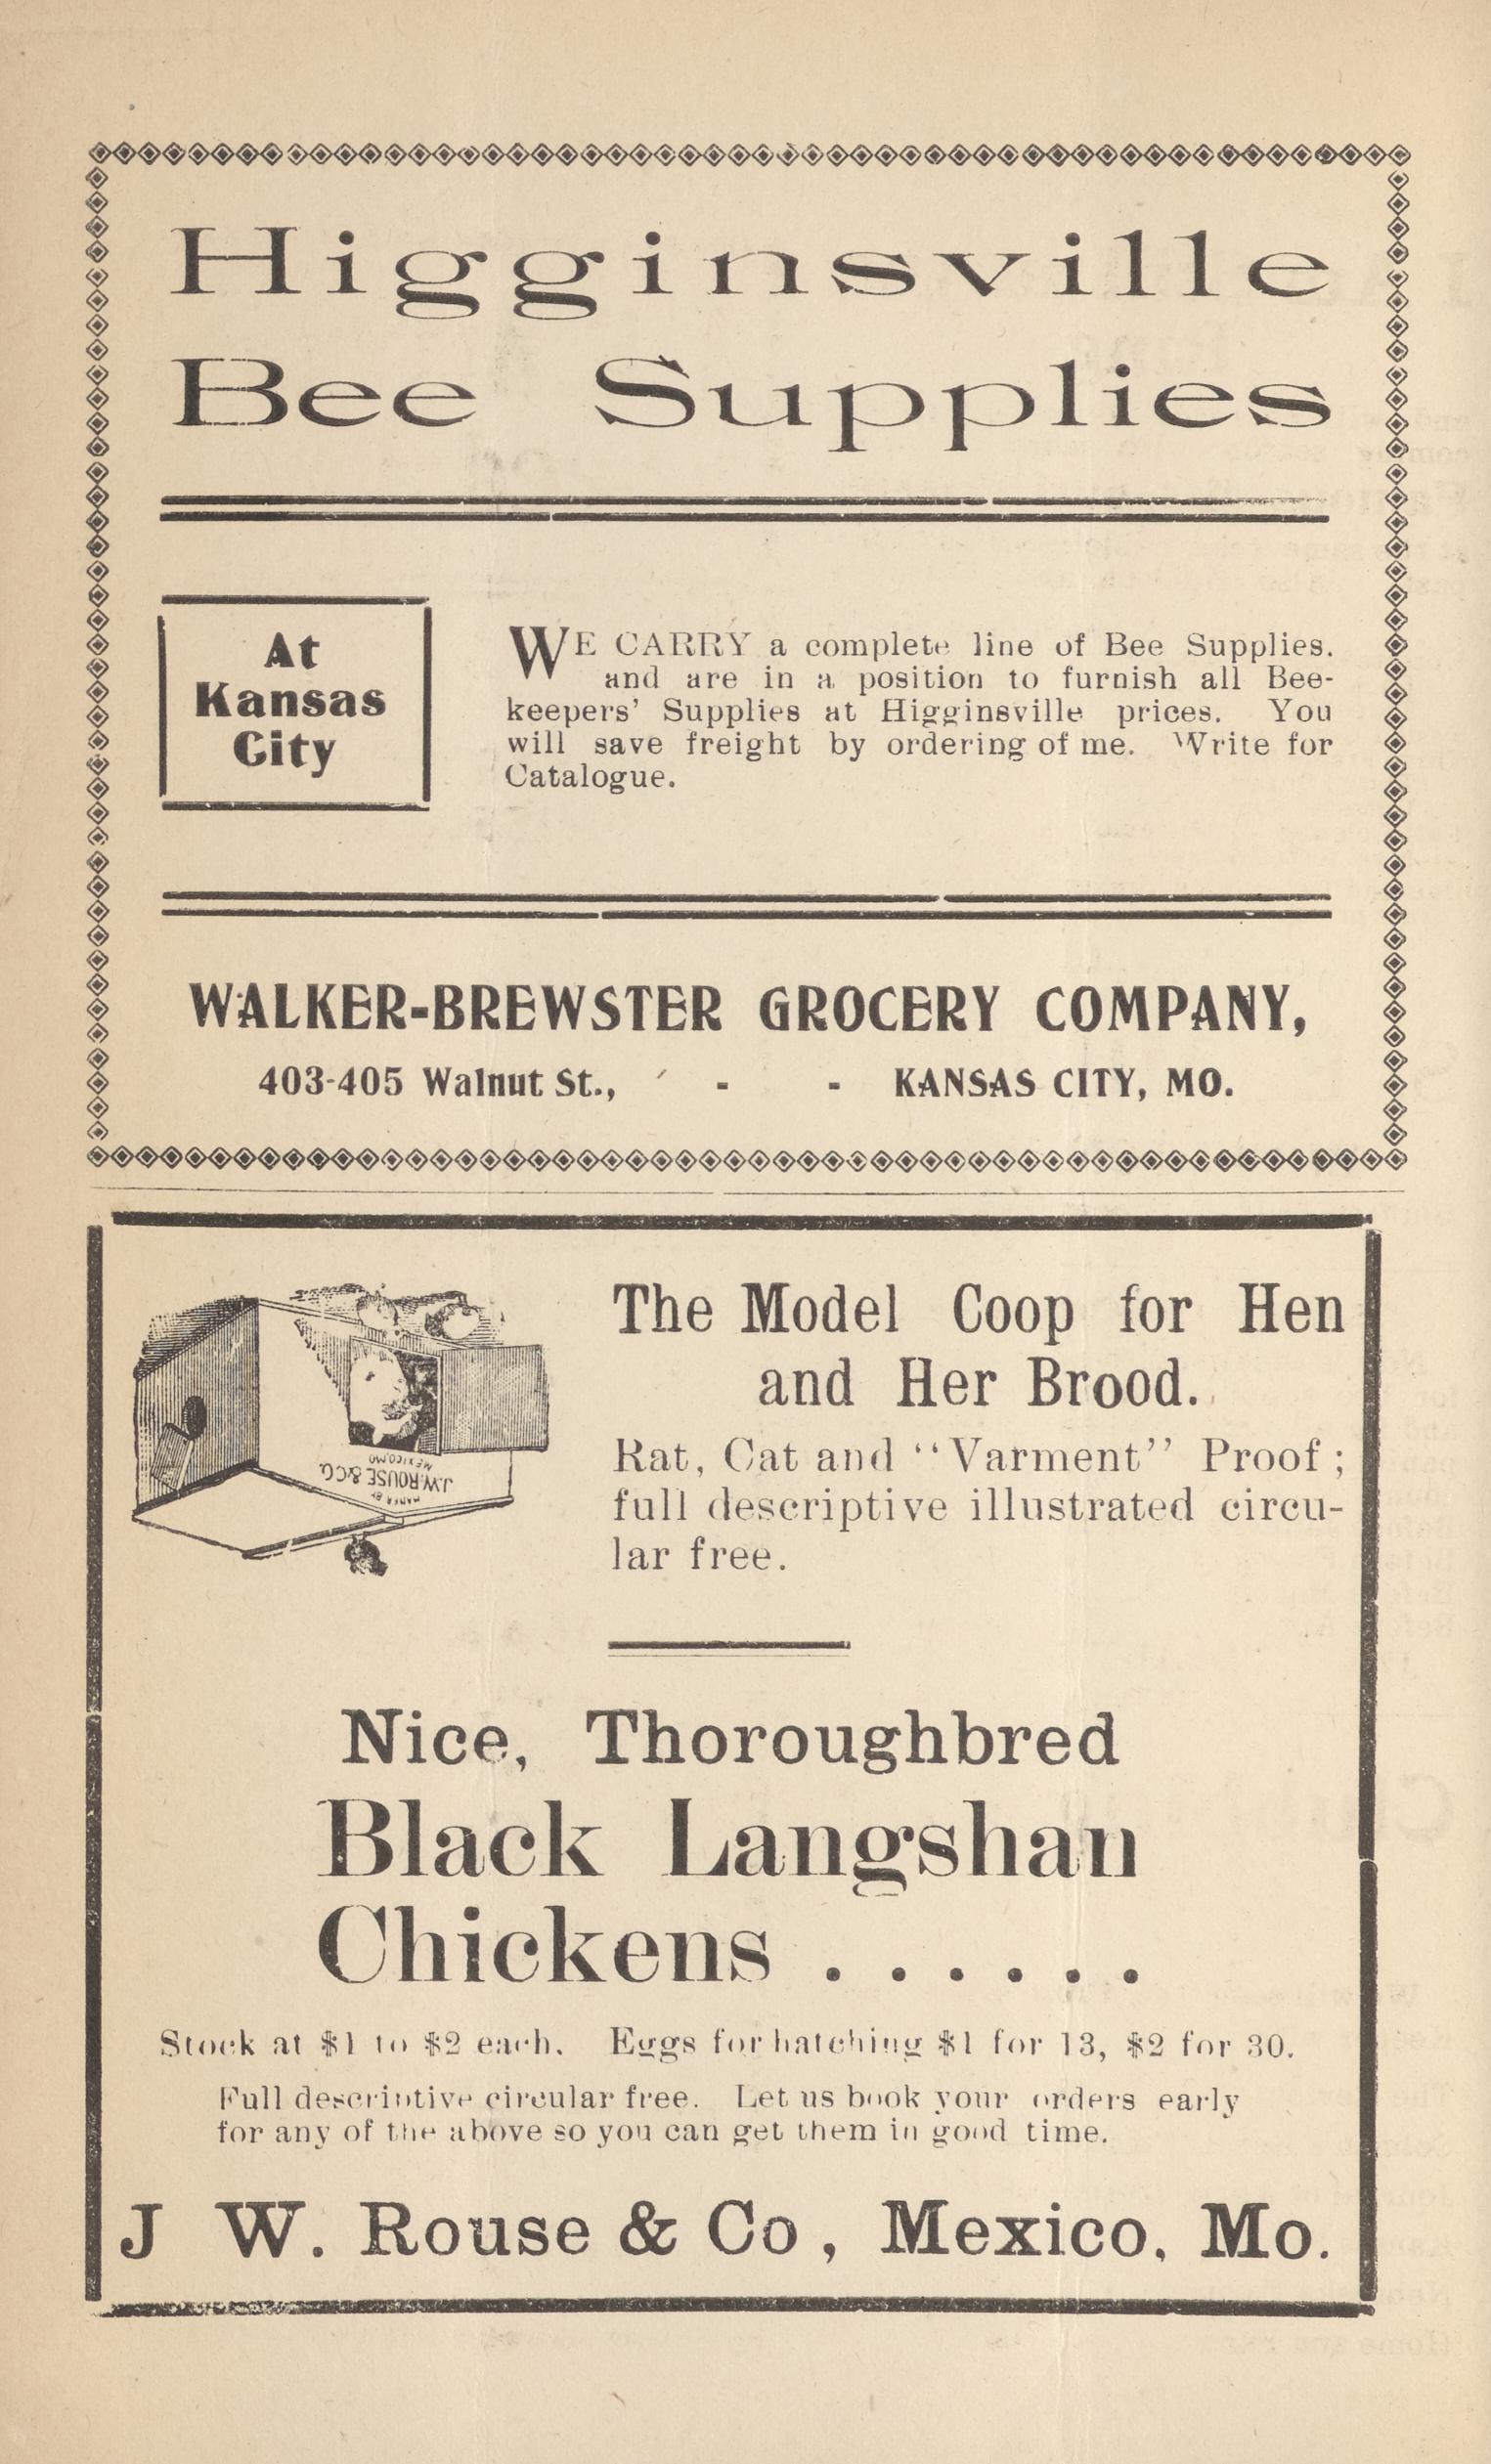 Higginsville
Bee Supplies
At
Kansas
City
WE CARRY a complete line of Bee Supplies.
and are in a position to furnish all Bee-
keepers' Supplies at Higginsville prices. You
will save freight by ordering of me. Write for
Catalogue.
WALKER-BREWSTER GROCERY COMPANY,
403-405 Walnut St., - - KANSAS CITY, MO.
The Model Coop for Hen
and Her Brood.
Rat, Cat and "Varment" Proof;
full descriptive illustrated circu-
lar free.
MANFR BY
J.W. ROUSE & CO.
MEXICO, MO
Nice, Thoroughbred
Black Langshan
Chickens ......
Stock at $1 to $2 each. Eggs for hatching $1 for 13, $2 for 30.
Full descriptive circular free. Let us book your orders early
for any of the above so you can get them in good time.
J W. Rouse & Co, Mexico, Mo.